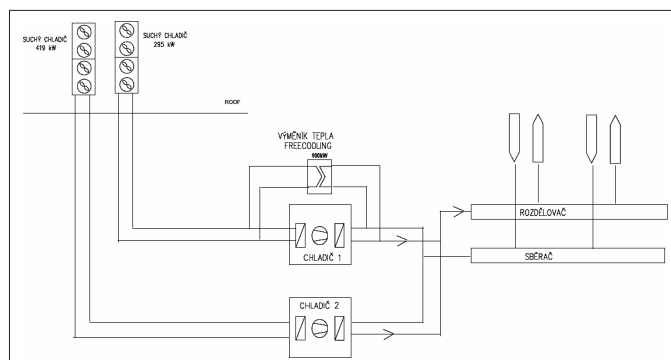 SUCHÝ CHLADIČ
419 kW
SUCHÝ CHLADIČ
295 kW
ROOF
VÝMĚNÍK TEPLA
FREECOOLING
100kW
CHLADIČ 1
CHLADIČ 2
ROZDĚLOVAČ
SBĚRAČ